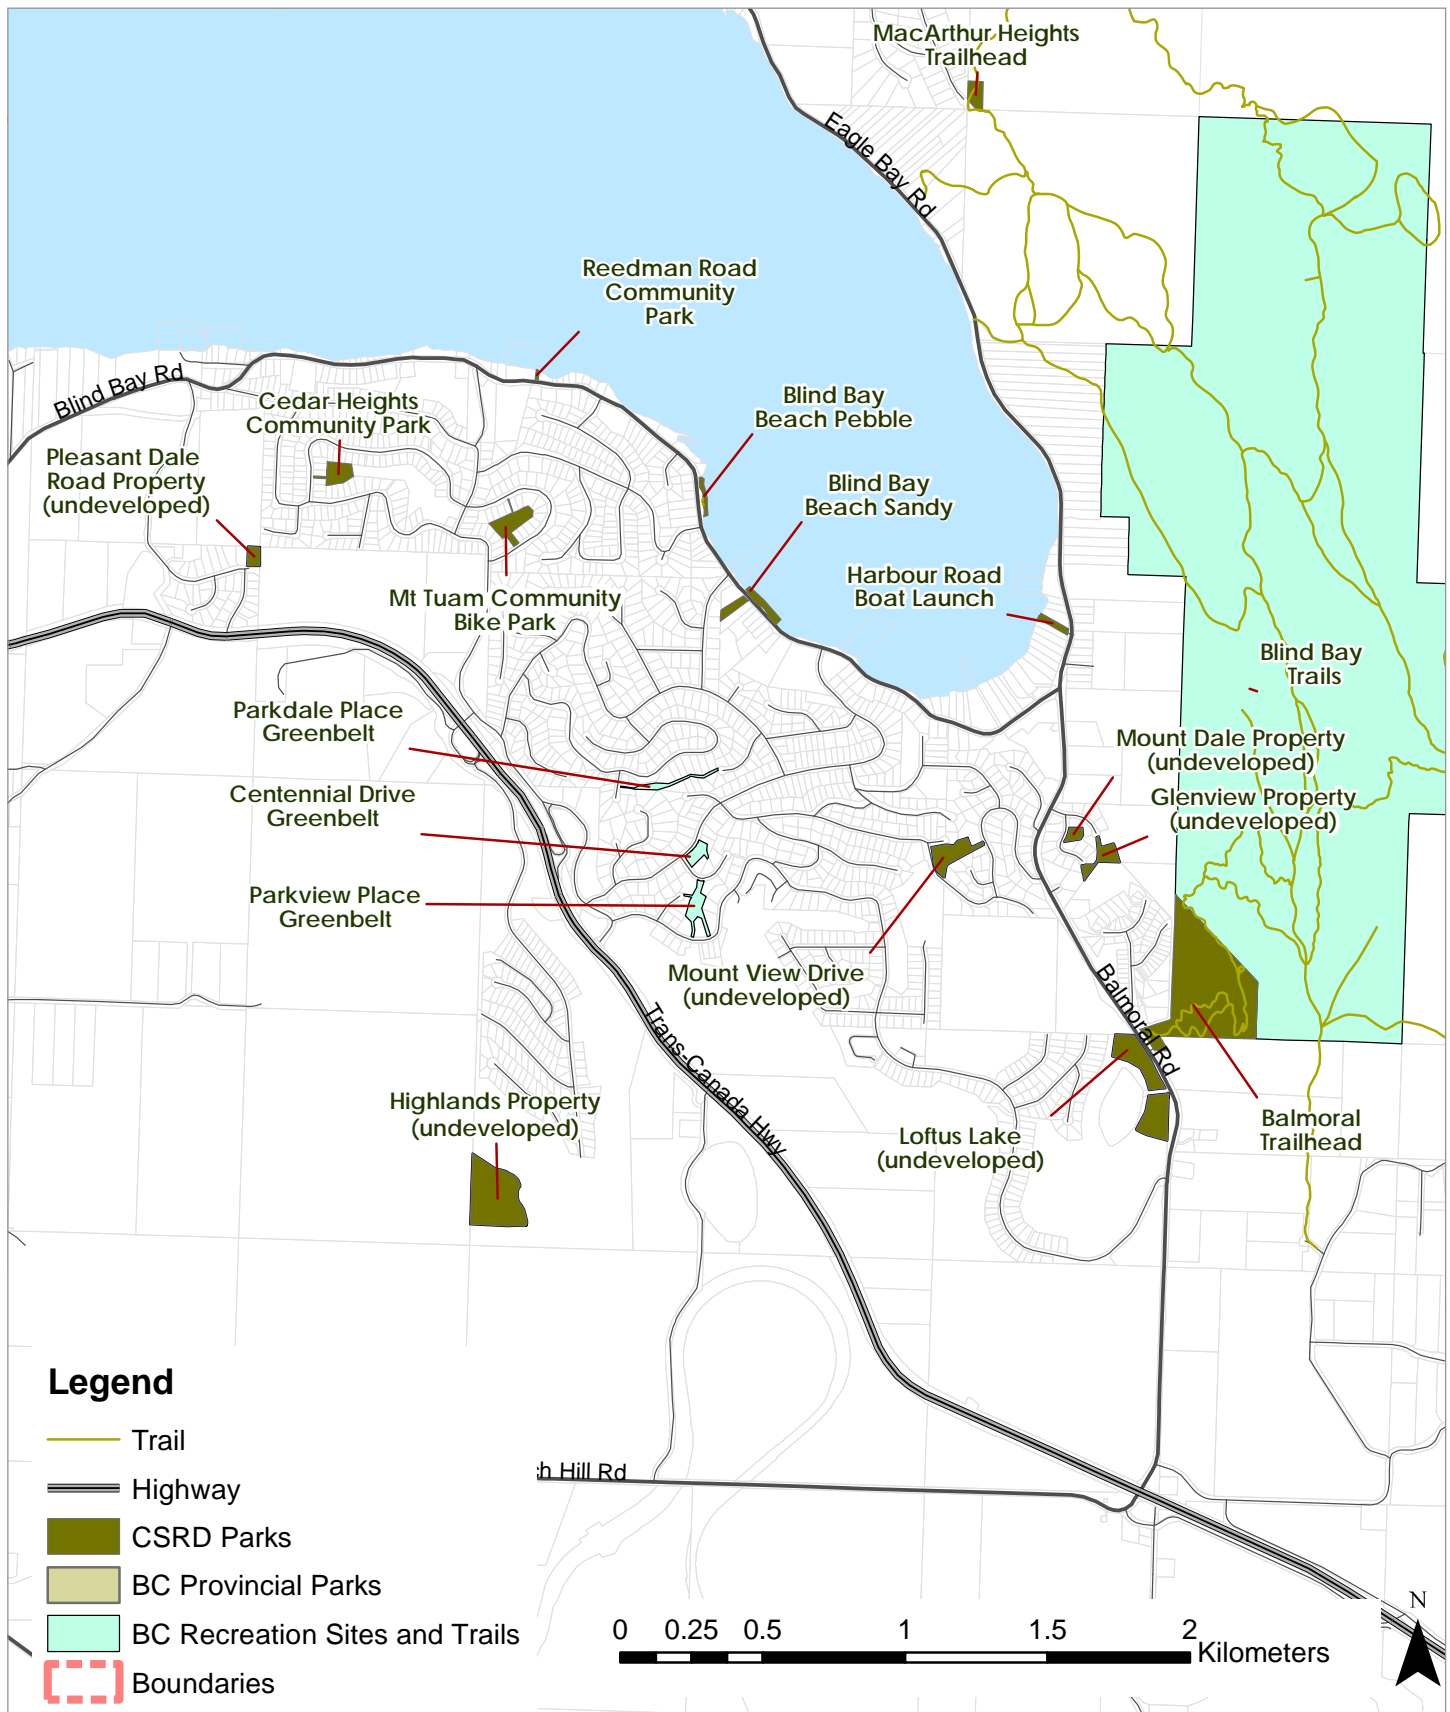 MacArthur Heights
Trailhead
Eagle Bay Rd
Reedman Road
Community
Park
Blind Bay Rd
Cedar Heights
Community Park
Blind Bay
Beach Pebble
Pleasant Dale
Road Property
(undeveloped)
Blind Bay
Beach Sandy
Harbour Road
Boat Launch
Mt Tuam Community
Bike Park
Blind Bay
Trails
Parkdale Place
Greenbelt
Mount Dale Property
(undeveloped)
Centennial Drive
Greenbelt
Glenview Property
(undeveloped)
Parkview Place
Greenbelt
Mount View Drive
(undeveloped)
Balmoral Rd
Trans-Canada Hwy
Highlands Property
(undeveloped)
Loftus Lake
(undeveloped)
Balmoral
Trailhead
Legend
Trail
Highway
CSRD Parks
BC Provincial Parks
BC Recreation Sites and Trails
Boundaries
h Hill Rd
0 0.25 0.5 1 1.5 2
Kilometers
N